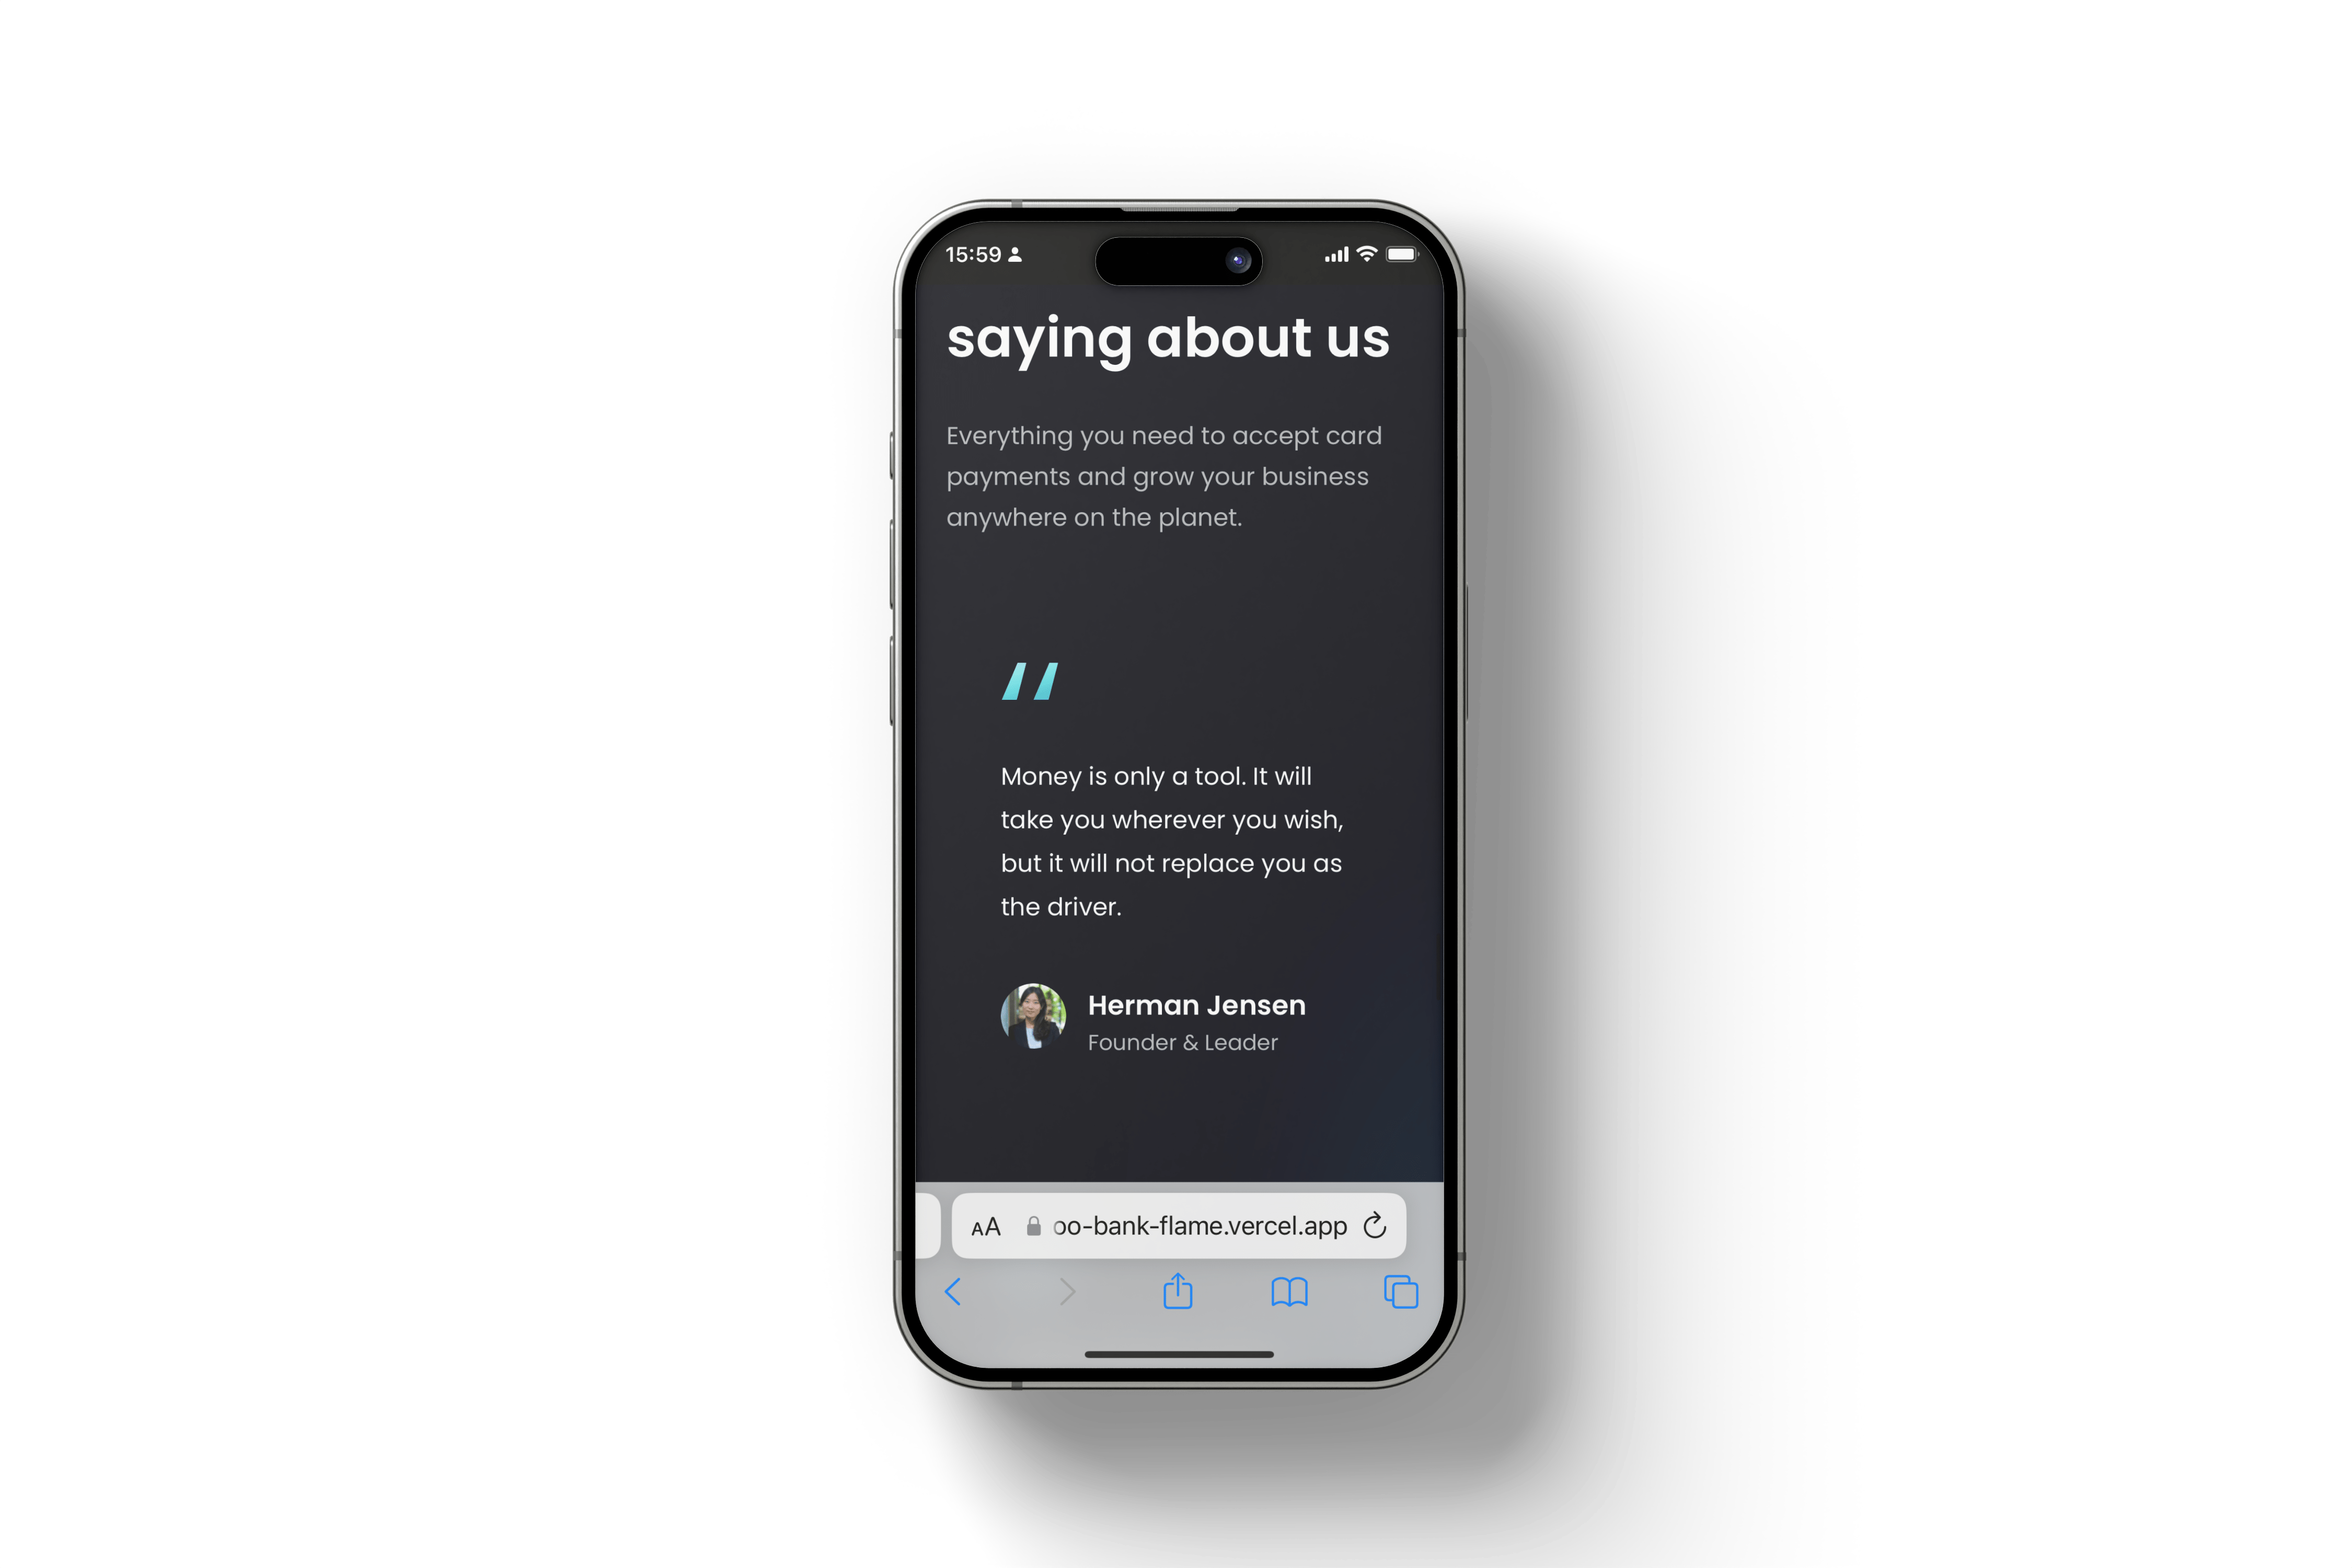 15:59
saying about us
Everything you need to accept card
payments and grow your business
anywhere on the planet.
“
Money is only a tool. It will
take you wherever you wish,
but it will not replace you as
the driver.
Herman Jensen
Founder & Leader
AA oo-bank-flame.vercel.app